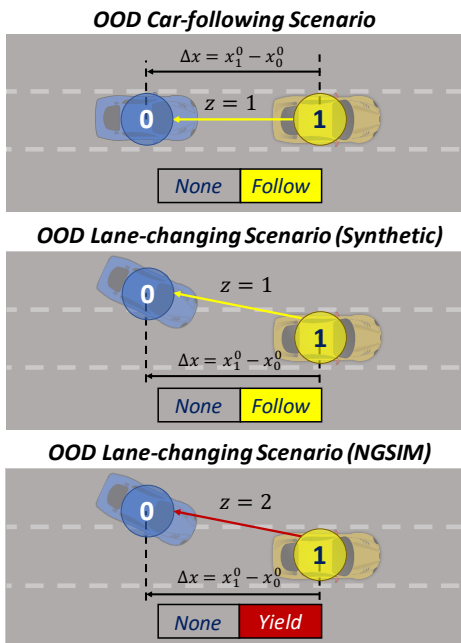 OOD Car-following Scenario
Δx = x₁⁰ − x₀⁰
z = 1
0 1
None Follow
OOD Lane-changing Scenario (Synthetic)
0 z = 1
1
Δx = x₁⁰ − x₀⁰
None Follow
OOD Lane-changing Scenario (NGSIM)
0 z = 2
1
Δx = x₁⁰ − x₀⁰
None Yield